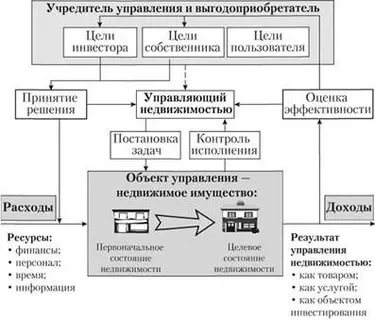 Учредитель управления и выгодоприобретатель
Цели
инвестора
Цели
собственника
Цели
пользователя
Принятие
решения
Управляющий
недвижимостью
Оценка
эффективности
Постановка
задач
Контроль
исполнения
Объект управления —
недвижимое имущество:
Расходы
Доходы
Первоначальное
состояние
недвижимости
Целевое
состояние
недвижимости
Ресурсы:
• финансы;
• персонал;
• время;
• информация
Результат
управления
недвижимостью:
• как товаром;
• как услугой;
• как объектом
инвестирования